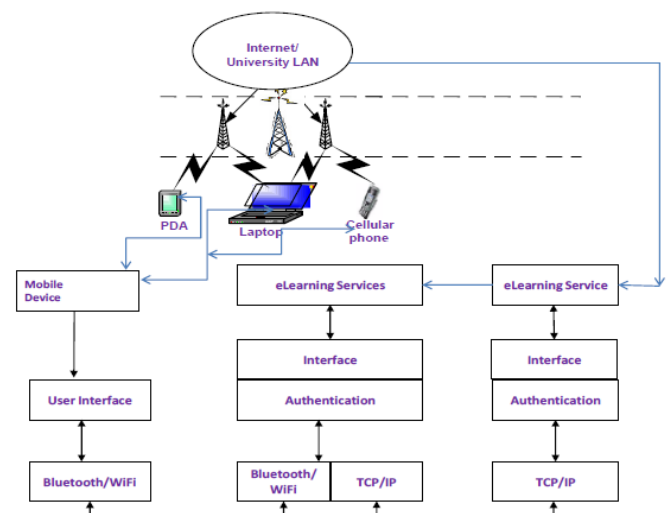 Internet/
University LAN
PDA
Laptop
Cellular
phone
Mobile
Device
eLearning Services
eLearning Service
Interface
Interface
User Interface
Authentication
Authentication
Bluetooth/WiFi
Bluetooth/
WiFi
TCP/IP
TCP/IP